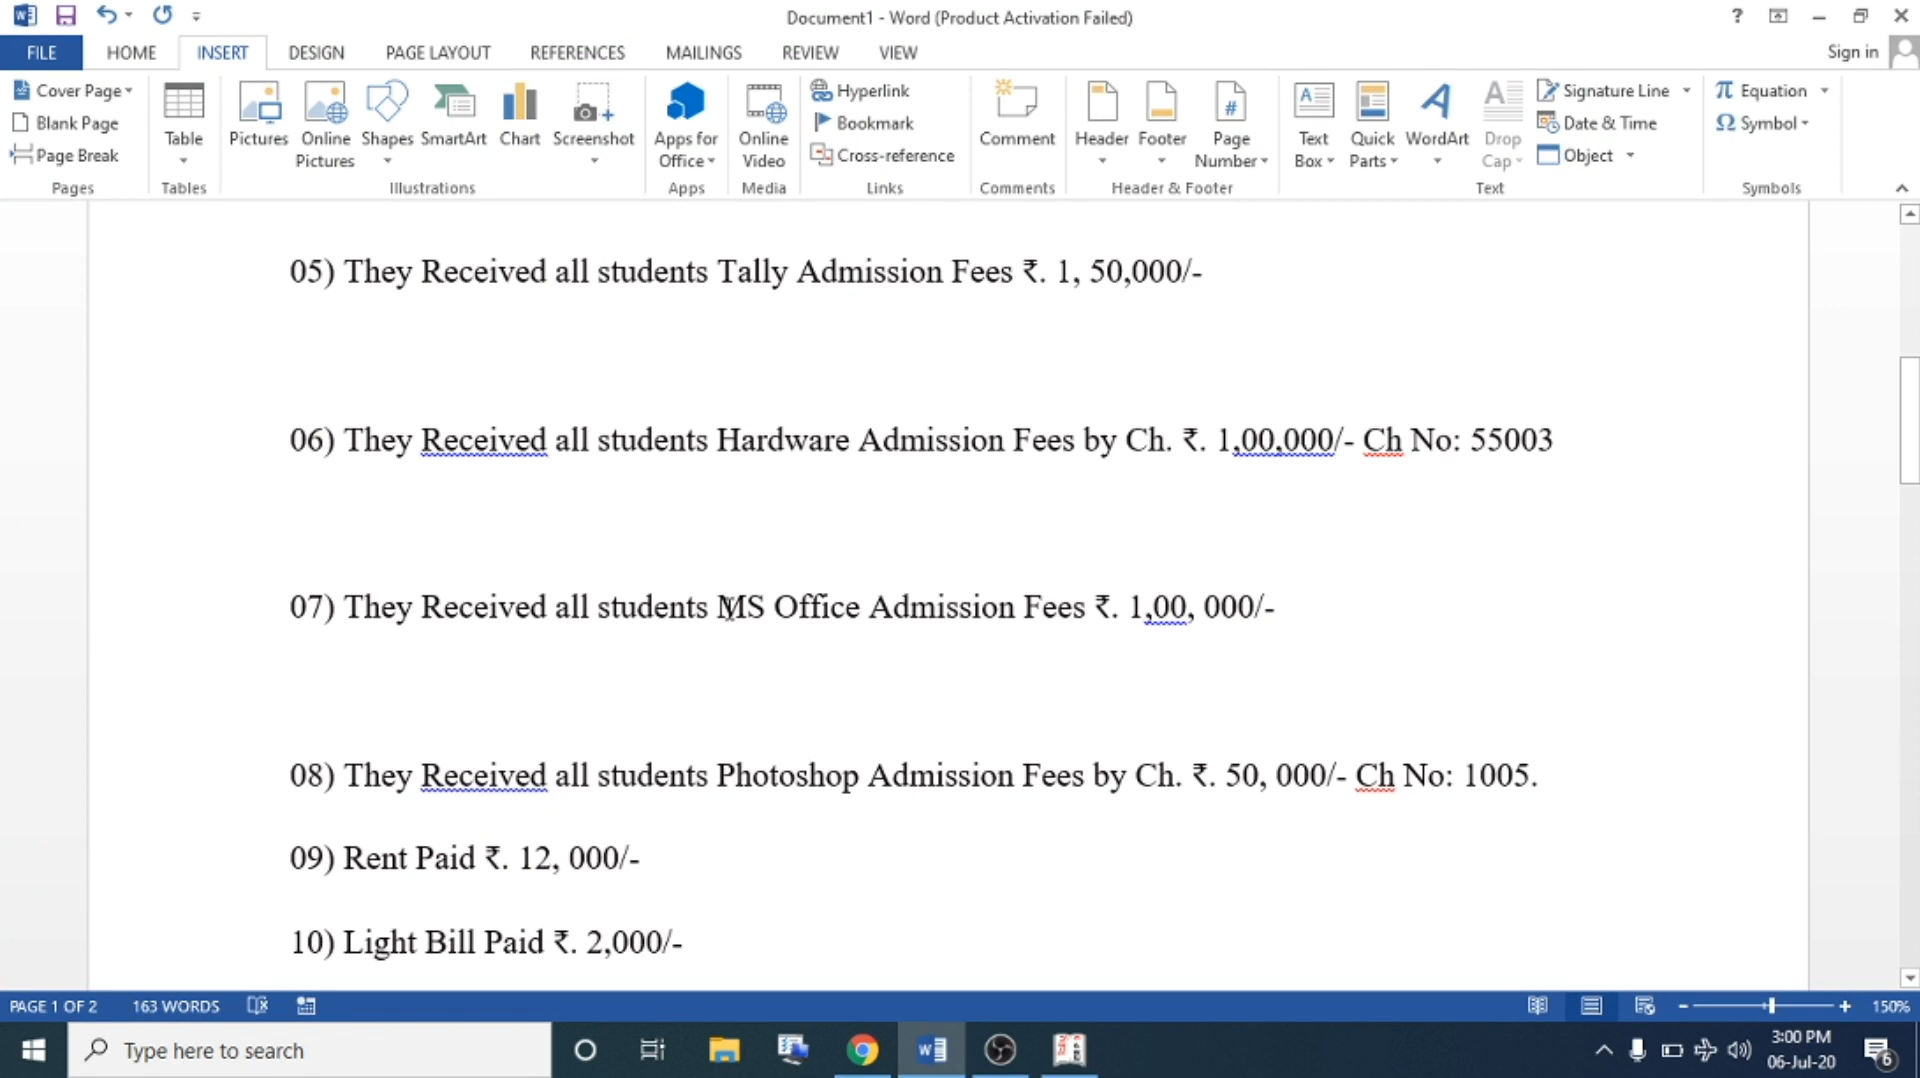 Document1 - Word (Product Activation Failed)
FILE HOME INSERT DESIGN PAGE LAYOUT REFERENCES MAILINGS REVIEW VIEW Sign in
Cover Page
Blank Page
Page Break
Pages
Table
Tables
Pictures
Online Pictures
Shapes
SmartArt
Chart
Screenshot
Illustrations
Apps for Office
Apps
Online Video
Media
Hyperlink
Bookmark
Cross-reference
Links
Comment
Comments
Header
Footer
Page Number
Header & Footer
Text Box
Quick Parts
WordArt
Drop Cap
Signature Line
Date & Time
Object
Text
Equation
Symbol
Symbols
05) They Received all students Tally Admission Fees ₹. 1, 50,000/-
06) They Received all students Hardware Admission Fees by Ch. ₹. 1,00,000/- Ch No: 55003
07) They Received all students MS Office Admission Fees ₹. 1,00, 000/-
08) They Received all students Photoshop Admission Fees by Ch. ₹. 50, 000/- Ch No: 1005.
09) Rent Paid ₹. 12, 000/-
10) Light Bill Paid ₹. 2,000/-
PAGE 1 OF 2 163 WORDS 150%
Type here to search
3:00 PM
06-Jul-20
6